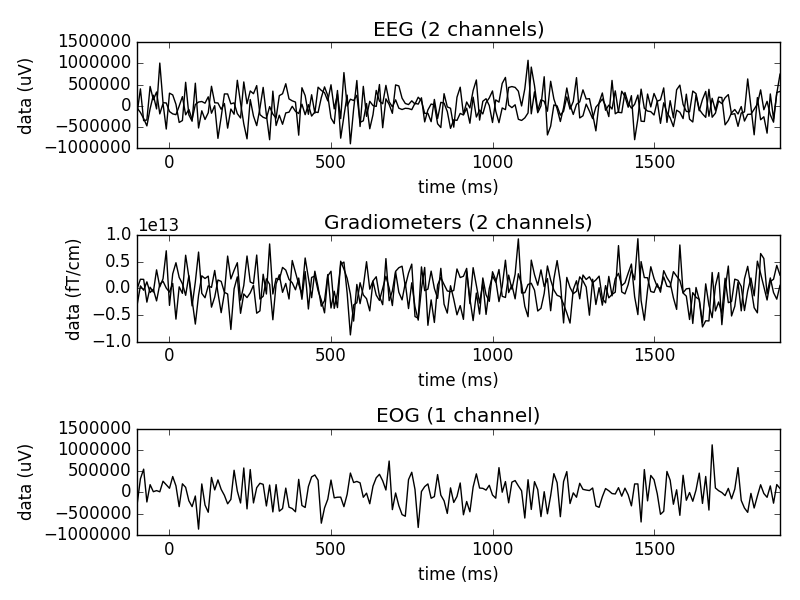 EEG (2 channels)
1500000
1000000
500000
0
−500000
−1000000
data (uV)
0 500 1000 1500
time (ms)
Gradiometers (2 channels)
1e13
1.0
0.5
0.0
−0.5
−1.0
data (fT/cm)
0 500 1000 1500
time (ms)
EOG (1 channel)
1500000
1000000
500000
0
−500000
−1000000
data (uV)
0 500 1000 1500
time (ms)